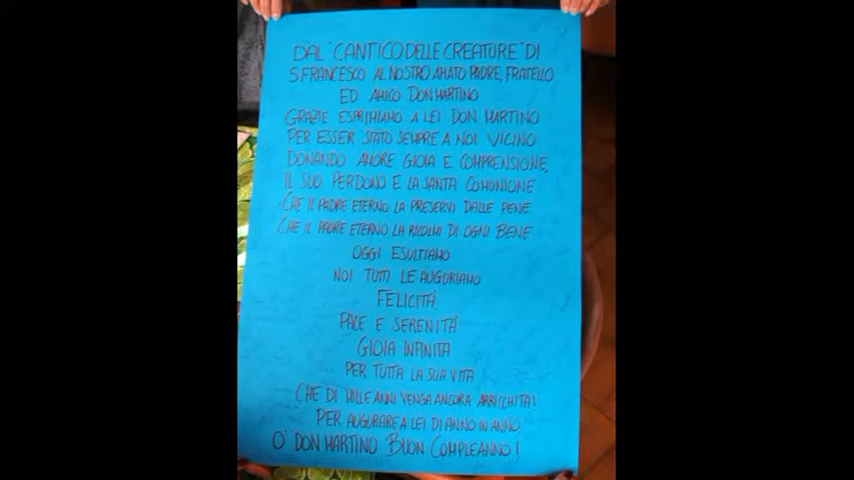 DAL "CANTICO DELLE CREATURE" DI
S.FRANCESCO AL NOSTRO AMATO PADRE, FRATELLO
ED AMICO DON MARTINO
GRAZIE ESPRIMIAMO A LEI DON MARTINO
PER ESSER STATO SEMPRE A NOI VICINO
DONANDO AMORE GIOIA E COMPRENSIONE,
IL SUO PERDONO E LA SANTA COMUNIONE
CHE IL PADRE ETERNO LA PRESERVI DALLE PENE
CHE IL PADRE ETERNO LA RICOLMI DI OGNI BENE
OGGI ESULTIAMO
NOI TUTTI LE AUGURIAMO
FELICITÀ
PACE E SERENITÀ
GIOIA INFINITA
PER TUTTA LA SUA VITA
CHE DI MILLE ANNI VENGA ANCORA ARRICCHITA!
PER AUGURARE A LEI DI ANNO IN ANNO
O' DON MARTINO BUON COMPLEANNO!